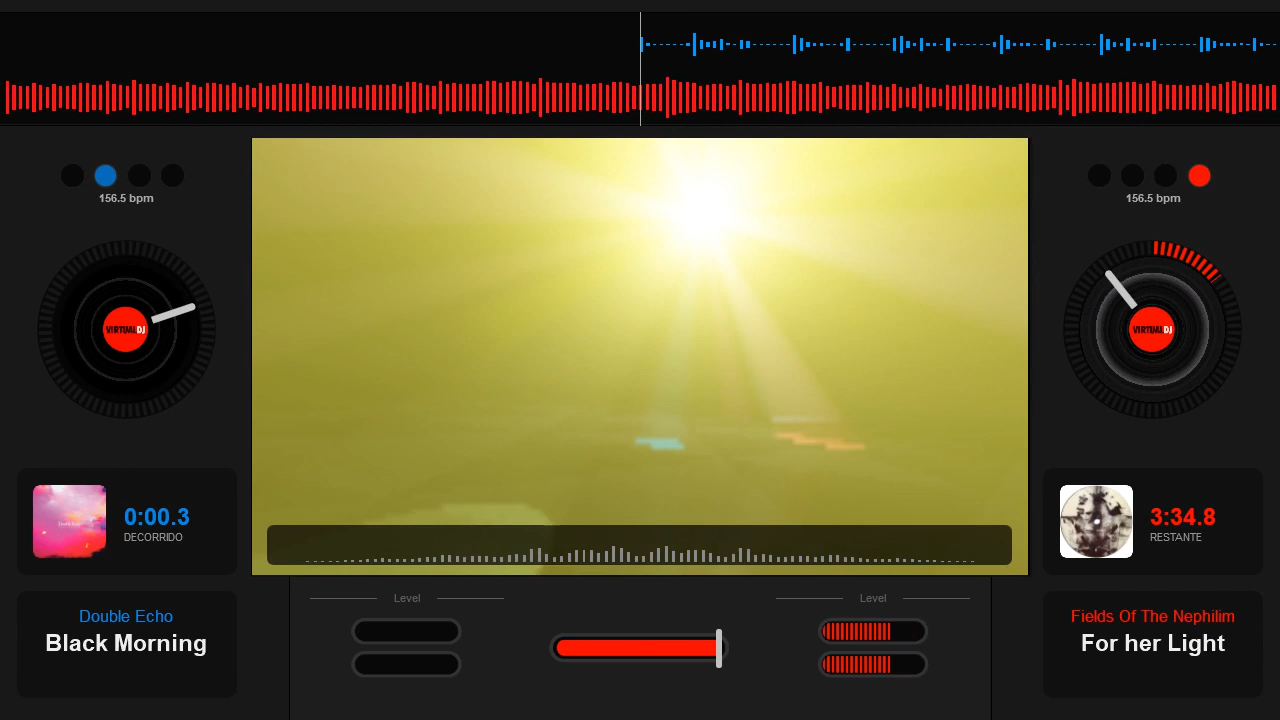 156.5 bpm
156.5 bpm
VIRTUALDJ
VIRTUALDJ
0:00.3
DECORRIDO
3:34.8
RESTANTE
Double Echo
Black Morning
Level
Level
Fields Of The Nephilim
For her Light